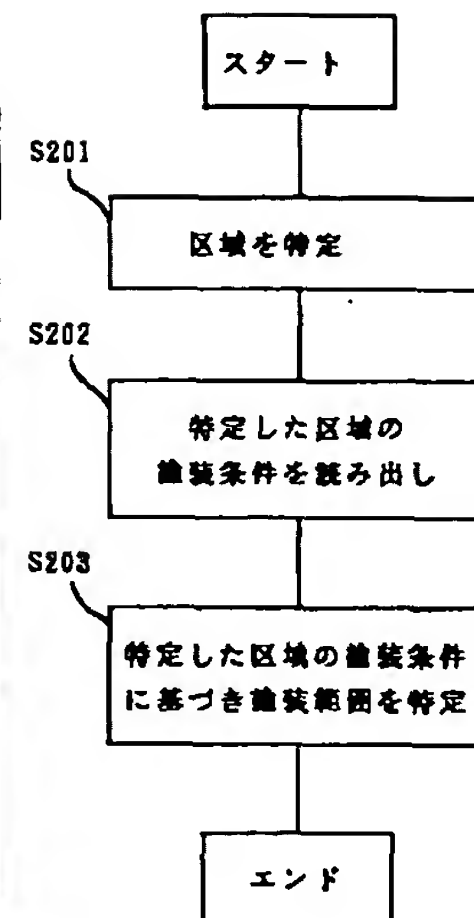 スタート
S201
区域を特定
S202
特定した区域の
塗装条件を読み出し
S203
特定した区域の塗装条件
に基づき塗装範囲を特定
エンド